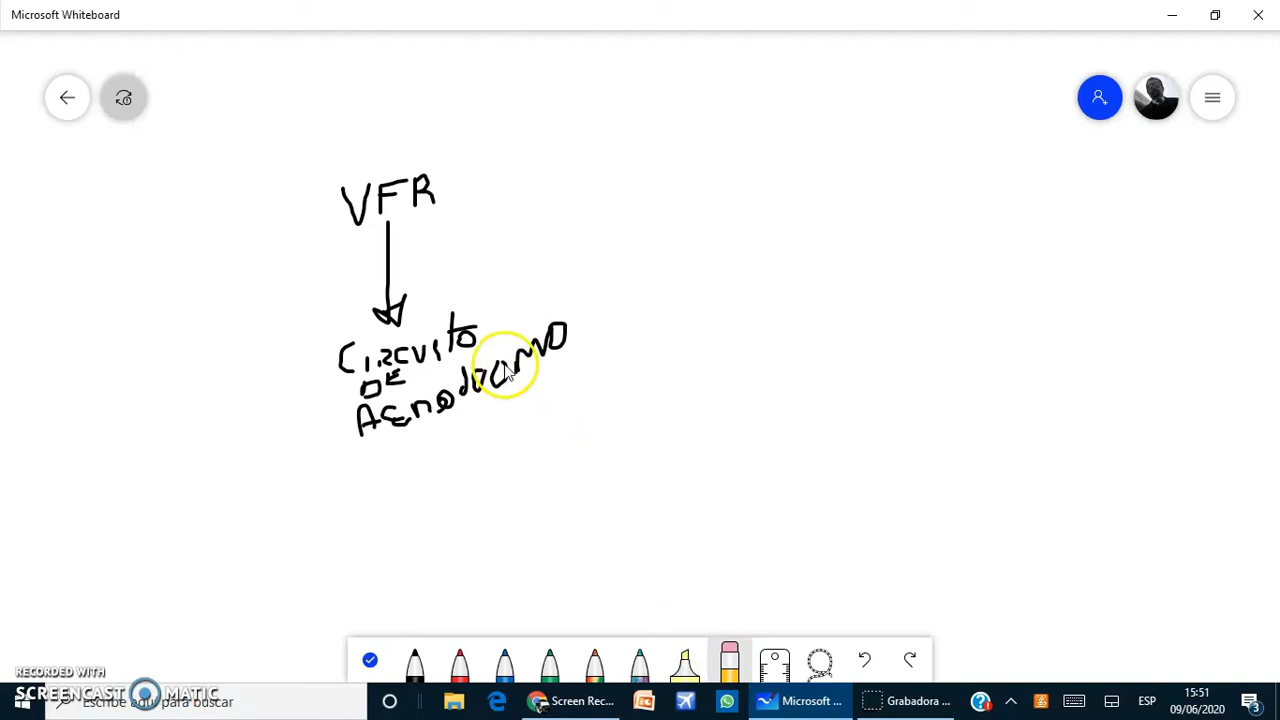 Microsoft Whiteboard
VFR
Circuito
DE
Aerodromo
RECORDED WITH
SCREENCAST MATIC
Escribe aquí para buscar
Screen Rec...
Microsoft ...
Grabadora ...
ESP
15:51
09/06/2020
3